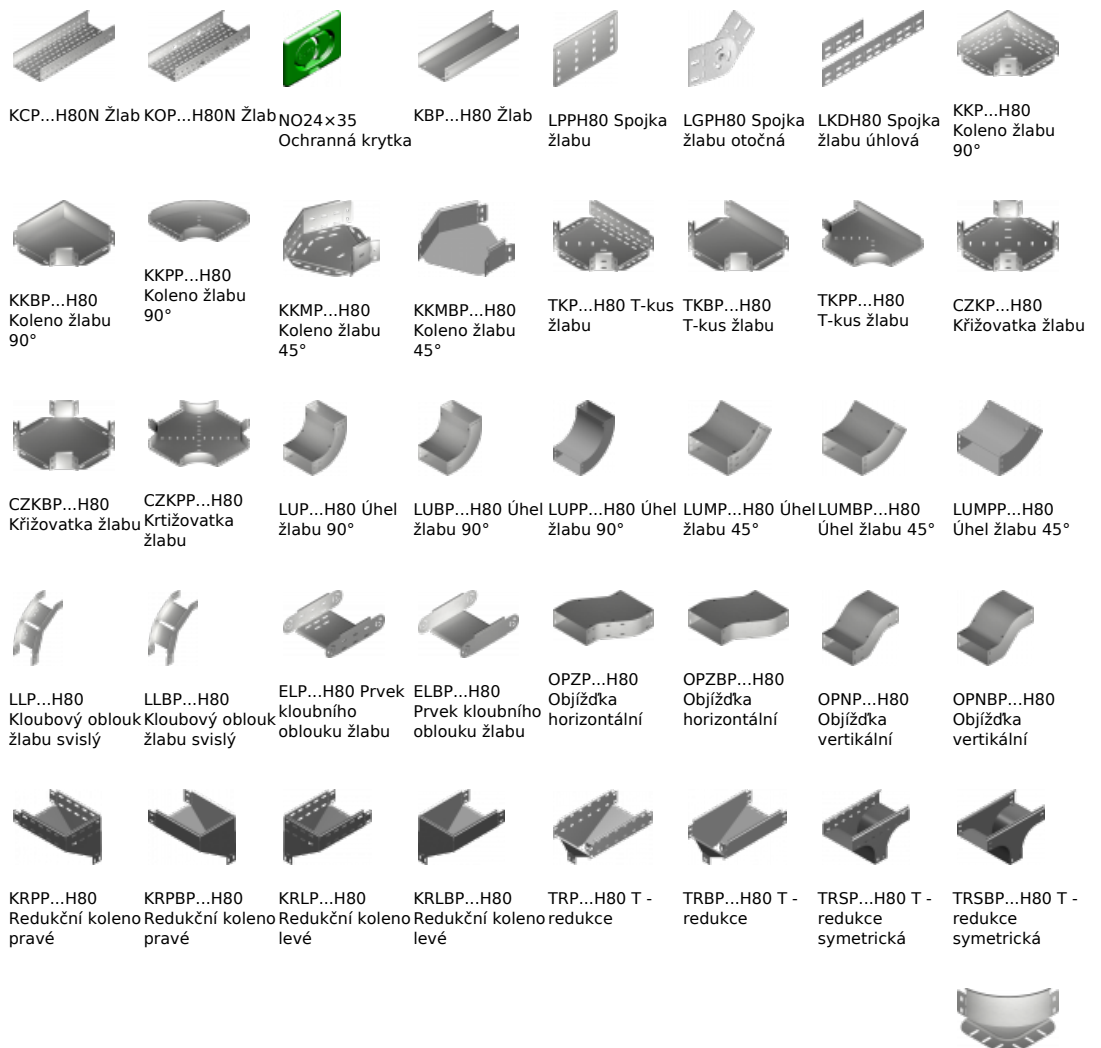 KCP...H80N Žlab
KOP...H80N Žlab
NO24×35
Ochranná krytka
KBP...H80 Žlab
LPPH80 Spojka
žlabu
LGPH80 Spojka
žlabu otočná
LKDH80 Spojka
žlabu úhlová
KKP...H80
Koleno žlabu
90°
KKBP...H80
Koleno žlabu
90°
KKPP...H80
Koleno žlabu
90°
KKMP...H80
Koleno žlabu
45°
KKMBP...H80
Koleno žlabu
45°
TKP...H80 T-kus
žlabu
TKBP...H80
T-kus žlabu
TKPP...H80
T-kus žlabu
CZKP...H80
Křižovatka žlabu
CZKBP...H80
Křižovatka žlabu
CZKPP...H80
Krtižovatka
žlabu
LUP...H80 Úhel
žlabu 90°
LUBP...H80 Úhel
žlabu 90°
LUPP...H80 Úhel
žlabu 90°
LUMP...H80 Úhel
žlabu 45°
LUMBP...H80
Úhel žlabu 45°
LUMPP...H80
Úhel žlabu 45°
LLP...H80
Kloubový oblouk
žlabu svislý
LLBP...H80
Kloubový oblouk
žlabu svislý
ELP...H80 Prvek
kloubního
oblouku žlabu
ELBP...H80
Prvek kloubního
oblouku žlabu
OPZP...H80
Objížďka
horizontální
OPZBP...H80
Objížďka
horizontální
OPNP...H80
Objížďka
vertikální
OPNBP...H80
Objížďka
vertikální
KRPP...H80
Redukční koleno
pravé
KRPBP...H80
Redukční koleno
pravé
KRLP...H80
Redukční koleno
levé
KRLBP...H80
Redukční koleno
levé
TRP...H80 T -
redukce
TRBP...H80 T -
redukce
TRSP...H80 T -
redukce
symetrická
TRSBP...H80 T -
redukce
symetrická